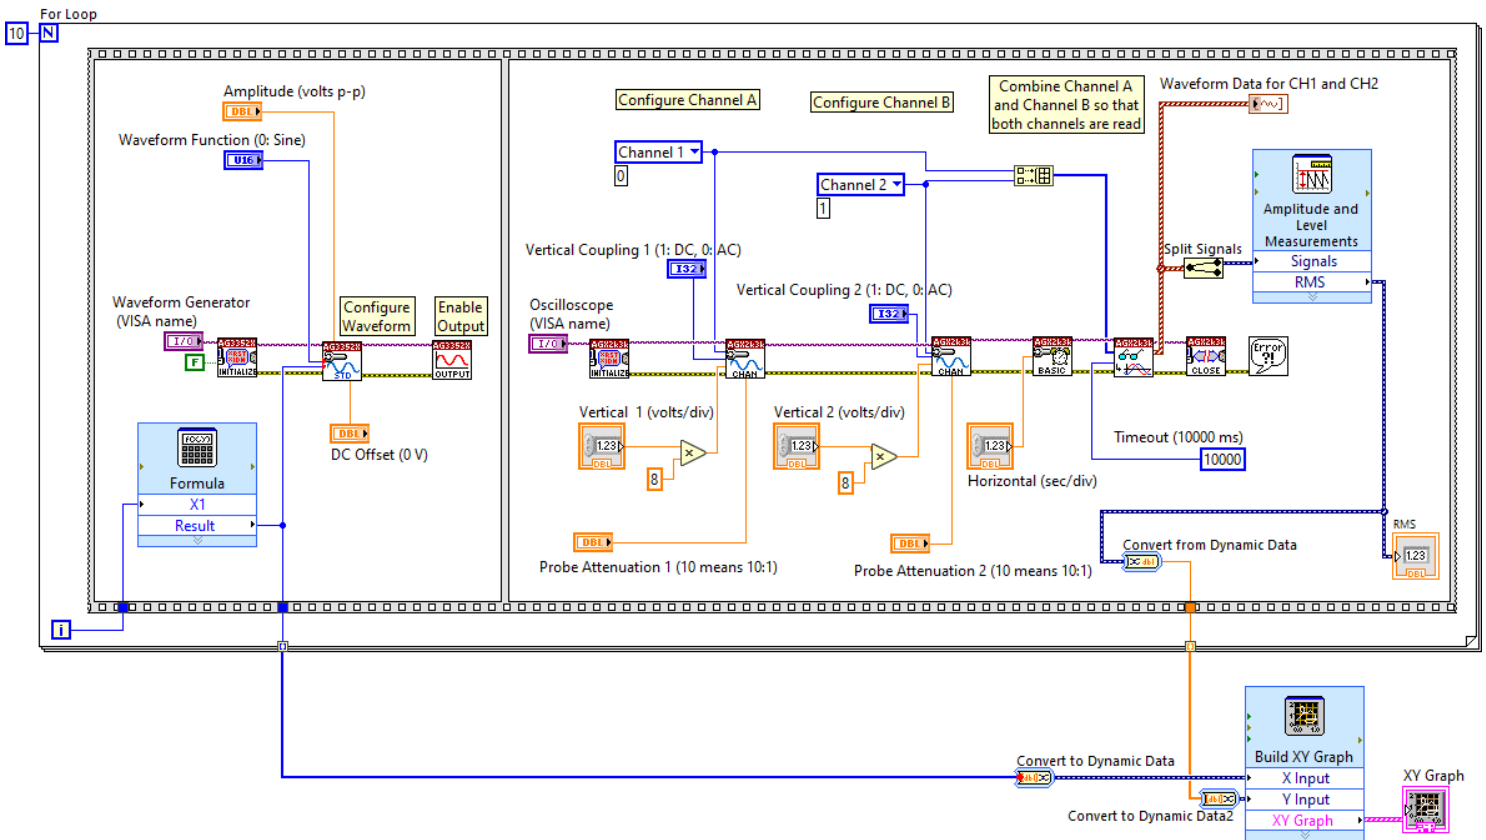 For Loop
10
N
Amplitude (volts p-p)
DBL
Waveform Function (0: Sine)
U16
Waveform Generator
(VISA name)
I/O
F
AG3352X
INITIALIZE
Configure
Waveform
STD
Enable
Output
AG3352X
OUTPUT
DBL
DC Offset (0 V)
Formula
X1
Result
i
Configure Channel A
Configure Channel B
Combine Channel A
and Channel B so that
both channels are read
Waveform Data for CH1 and CH2
Channel 1
0
Channel 2
1
Vertical Coupling 1 (1: DC, 0: AC)
I32
Vertical Coupling 2 (1: DC, 0: AC)
I32
Oscilloscope
(VISA name)
I/O
AGX2k3k
INITIALIZE
AGX2k3k
CHAN
AGX2k3k
CHAN
AGX2k3k
BASIC
AGX2k3k
AGX2k3k
CLOSE
Error
?!
Split Signals
Amplitude and
Level
Measurements
Signals
RMS
Vertical  1 (volts/div)
1.23
DBL
8
Vertical 2 (volts/div)
1.23
DBL
8
1.23
DBL
Horizontal (sec/div)
Timeout (10000 ms)
10000
DBL
Probe Attenuation 1 (10 means 10:1)
DBL
Probe Attenuation 2 (10 means 10:1)
Convert from Dynamic Data
RMS
1.23
DBL
Convert to Dynamic Data
Convert to Dynamic Data2
Build XY Graph
X Input
Y Input
XY Graph
XY Graph